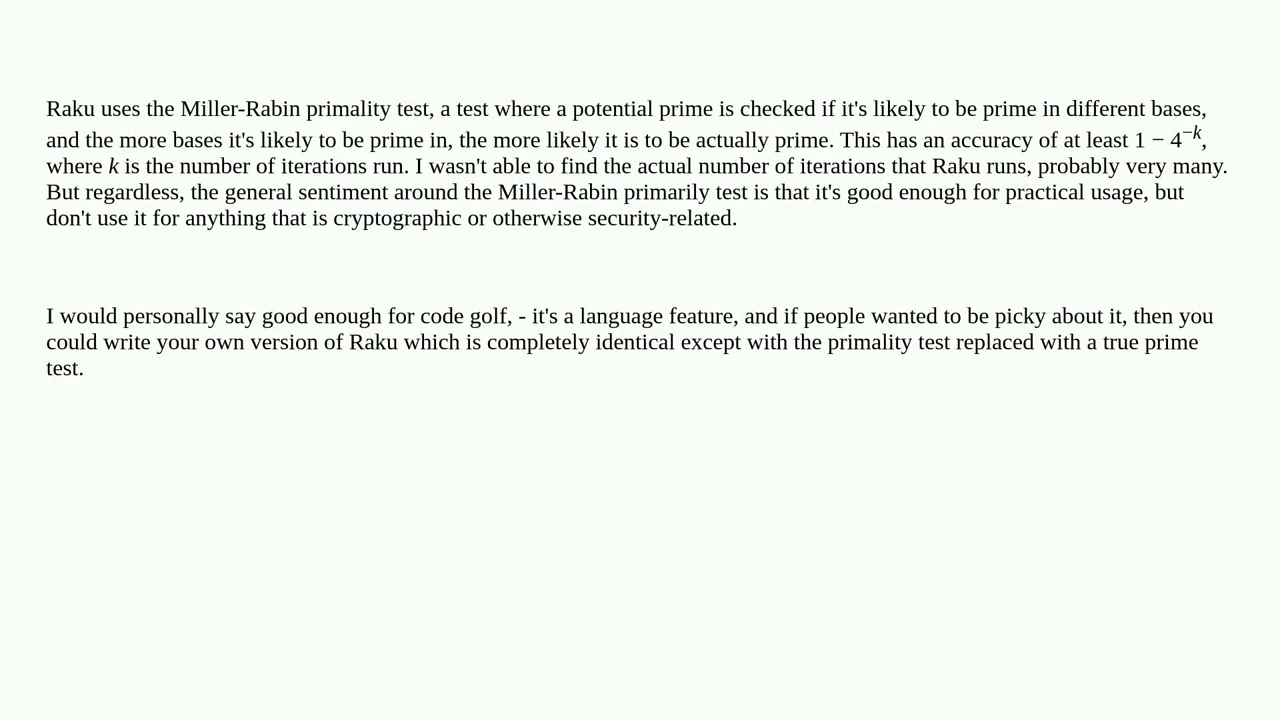 Raku uses the Miller-Rabin primality test, a test where a potential prime is checked if it's likely to be prime in different bases,
and the more bases it's likely to be prime in, the more likely it is to be actually prime. This has an accuracy of at least 1 − 4⁻ᵏ,
where k is the number of iterations run. I wasn't able to find the actual number of iterations that Raku runs, probably very many.
But regardless, the general sentiment around the Miller-Rabin primarily test is that it's good enough for practical usage, but
don't use it for anything that is cryptographic or otherwise security-related.
I would personally say good enough for code golf, - it's a language feature, and if people wanted to be picky about it, then you
could write your own version of Raku which is completely identical except with the primality test replaced with a true prime
test.